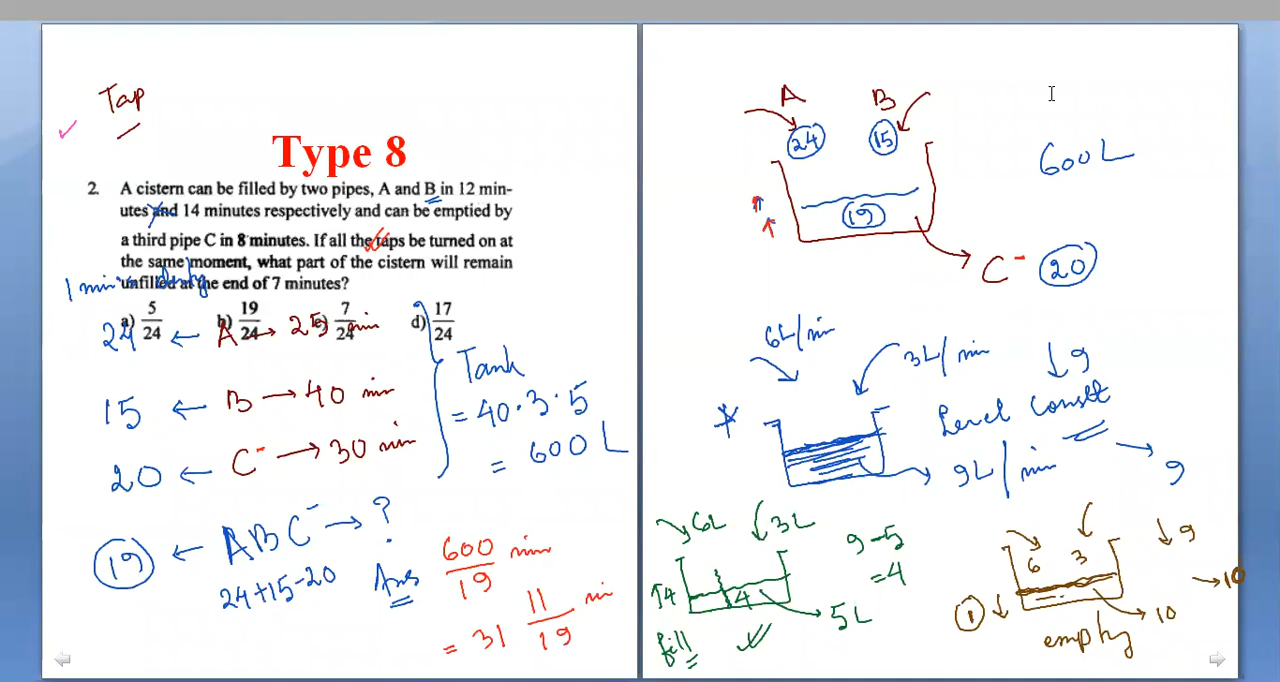 Tap
Type 8
2. A cistern can be filled by two pipes, A and B in 12 min-
utes and 14 minutes respectively and can be emptied by
a third pipe C in 8 minutes. If all the taps be turned on at
the same moment, what part of the cistern will remain
unfilled at the end of 7 minutes?
a) 5/24 b) 19/24 c) 7/24 d) 17/24
1 min
24 ← A → 25 min
15 ← B → 40 min
20 ← C⁻ → 30 min
Tank
= 40·3·5
= 600 L
19 ← ABC⁻ → ?
24+15-20
Ans
600/19 min
= 31 11/19 min
A B
24 15
19
600L
C⁻ 20
6L/min
3L/min
↓9
Level constt
9L/min
→ 9
6L 3L
9-5
=4
↑4
4
→ 5L
fill
6 3
↓9
→10
① ↓
→10
empty